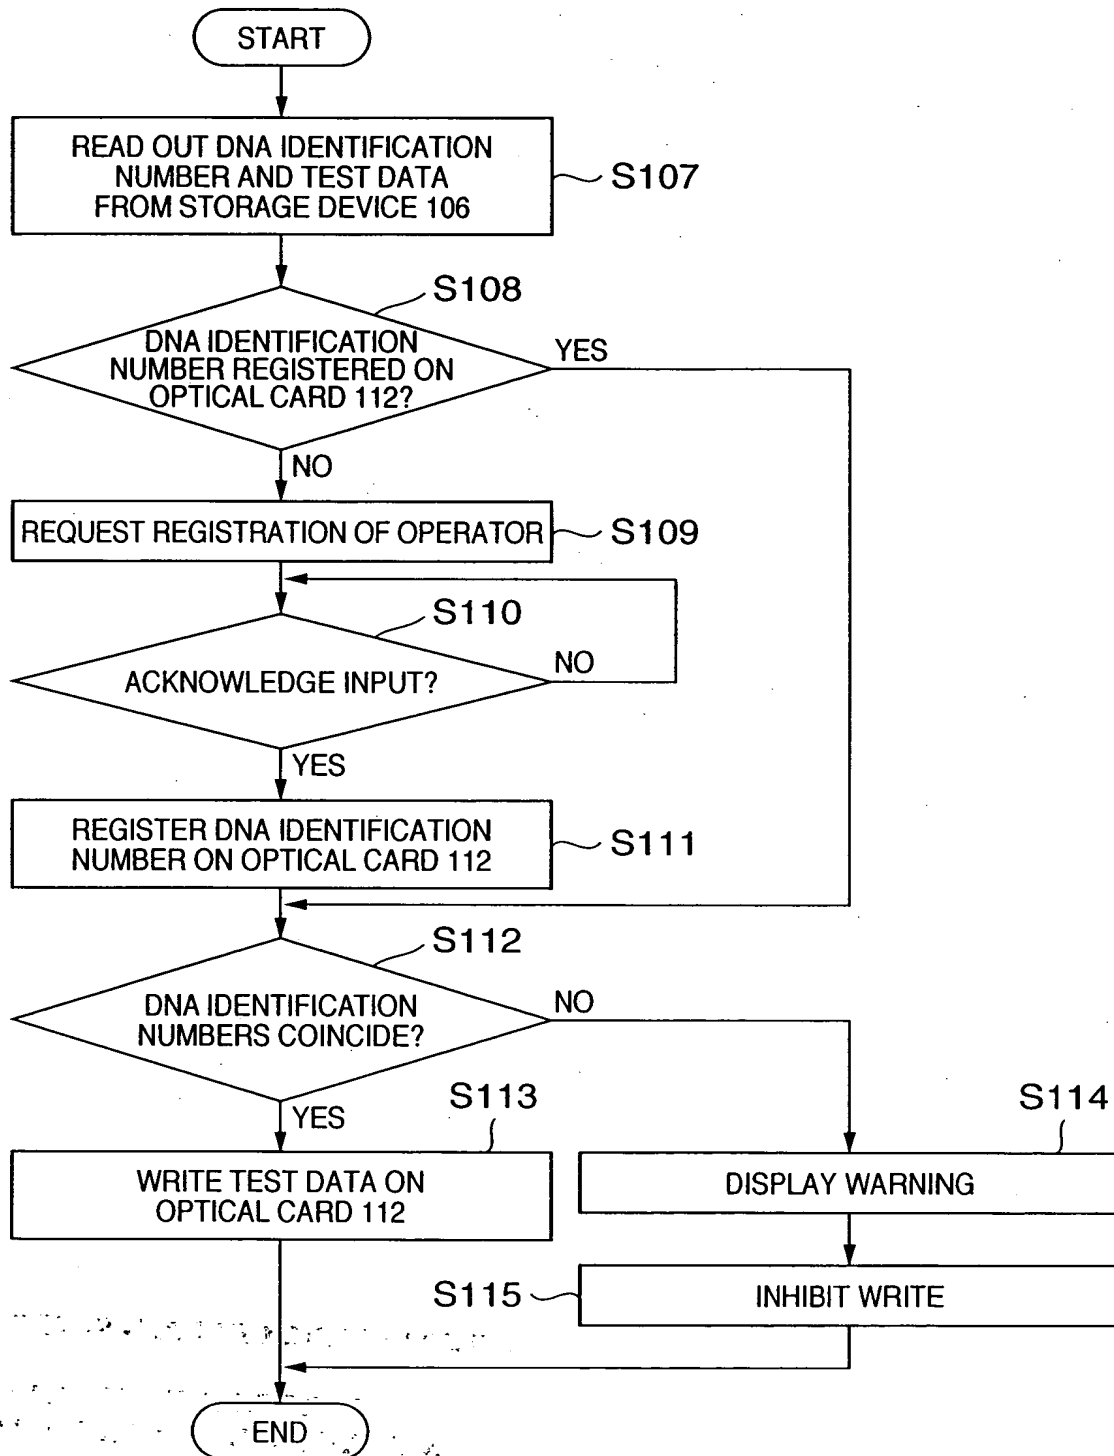 START
READ OUT DNA IDENTIFICATION
NUMBER AND TEST DATA
FROM STORAGE DEVICE 106
S107
S108
DNA IDENTIFICATION
NUMBER REGISTERED ON
OPTICAL CARD 112?
YES
NO
REQUEST REGISTRATION OF OPERATOR
S109
S110
ACKNOWLEDGE INPUT?
NO
YES
REGISTER DNA IDENTIFICATION
NUMBER ON OPTICAL CARD 112
S111
S112
DNA IDENTIFICATION
NUMBERS COINCIDE?
NO
YES
S113
S114
WRITE TEST DATA ON
OPTICAL CARD 112
DISPLAY WARNING
S115
INHIBIT WRITE
END